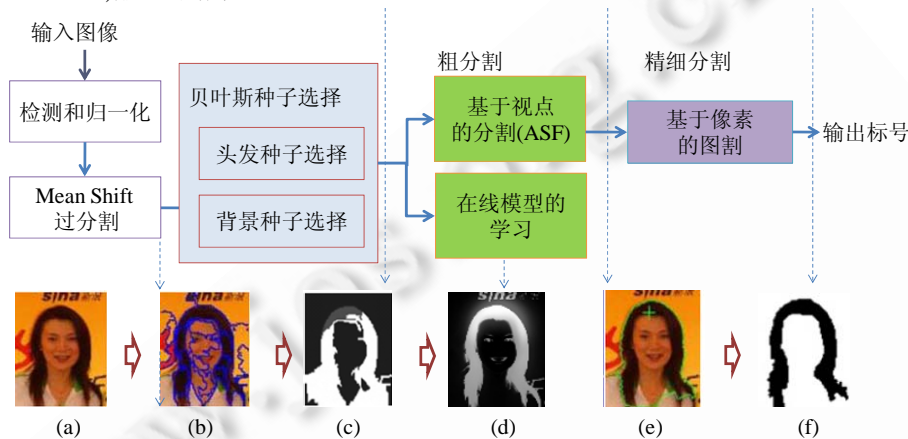 输入图像
检测和归一化
Mean Shift
过分割
贝叶斯种子选择
头发种子选择
背景种子选择
粗分割
基于视点
的分割(ASF)
在线模型的
学习
精细分割
基于像素
的图割
输出标号
sina
(a) (b) (c) (d) (e) (f)